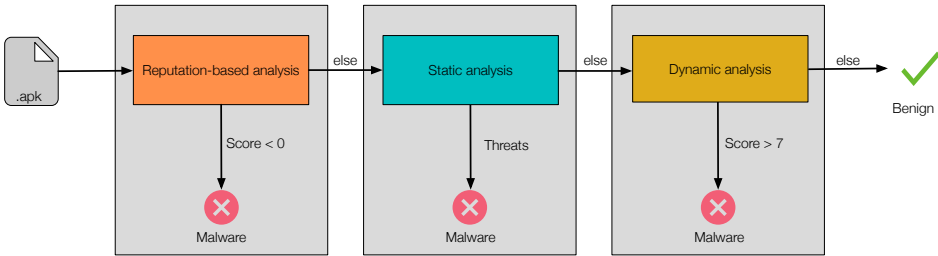 .apk
Reputation-based analysis
else
Static analysis
else
Dynamic analysis
else
Benign
Score < 0
Threats
Score > 7
Malware
Malware
Malware